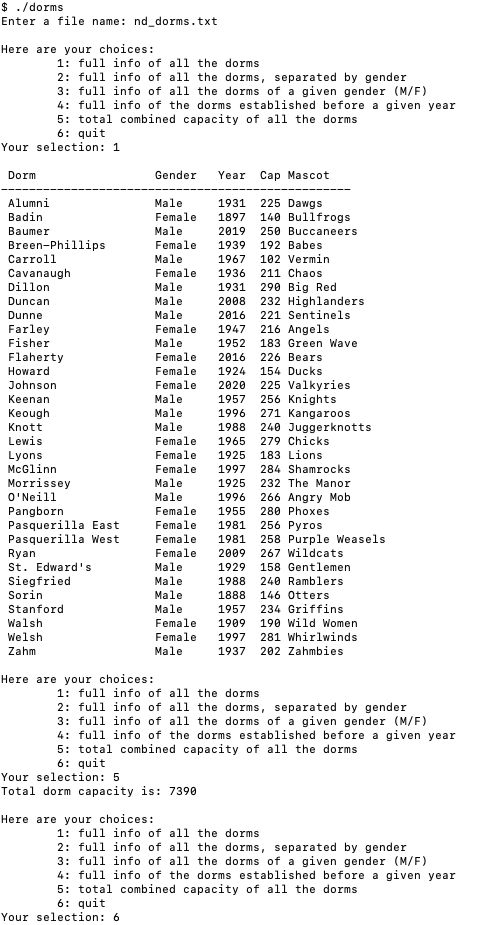 $ ./dorms
Enter a file name: nd_dorms.txt

Here are your choices:
        1: full info of all the dorms
        2: full info of all the dorms, separated by gender
        3: full info of all the dorms of a given gender (M/F)
        4: full info of the dorms established before a given year
        5: total combined capacity of all the dorms
        6: quit
Your selection: 1

 Dorm                 Gender   Year  Cap Mascot
--------------------------------------------------
 Alumni               Male     1931  225 Dawgs
 Badin                Female   1897  140 Bullfrogs
 Baumer               Male     2019  250 Buccaneers
 Breen-Phillips       Female   1939  192 Babes
 Carroll              Male     1967  102 Vermin
 Cavanaugh            Female   1936  211 Chaos
 Dillon               Male     1931  290 Big Red
 Duncan               Male     2008  232 Highlanders
 Dunne                Male     2016  221 Sentinels
 Farley               Female   1947  216 Angels
 Fisher               Male     1952  183 Green Wave
 Flaherty             Female   2016  226 Bears
 Howard               Female   1924  154 Ducks
 Johnson              Female   2020  225 Valkyries
 Keenan               Male     1957  256 Knights
 Keough               Male     1996  271 Kangaroos
 Knott                Male     1988  240 Juggerknotts
 Lewis                Female   1965  279 Chicks
 Lyons                Female   1925  183 Lions
 McGlinn              Female   1997  284 Shamrocks
 Morrissey            Male     1925  232 The Manor
 O'Neill              Male     1996  266 Angry Mob
 Pangborn             Female   1955  280 Phoxes
 Pasquerilla East     Female   1981  256 Pyros
 Pasquerilla West     Female   1981  258 Purple Weasels
 Ryan                 Female   2009  267 Wildcats
 St. Edward's         Male     1929  158 Gentlemen
 Siegfried            Male     1988  240 Ramblers
 Sorin                Male     1888  146 Otters
 Stanford             Male     1957  234 Griffins
 Walsh                Female   1909  190 Wild Women
 Welsh                Female   1997  281 Whirlwinds
 Zahm                 Male     1937  202 Zahmbies

Here are your choices:
        1: full info of all the dorms
        2: full info of all the dorms, separated by gender
        3: full info of all the dorms of a given gender (M/F)
        4: full info of the dorms established before a given year
        5: total combined capacity of all the dorms
        6: quit
Your selection: 5
Total dorm capacity is: 7390

Here are your choices:
        1: full info of all the dorms
        2: full info of all the dorms, separated by gender
        3: full info of all the dorms of a given gender (M/F)
        4: full info of the dorms established before a given year
        5: total combined capacity of all the dorms
        6: quit
Your selection: 6